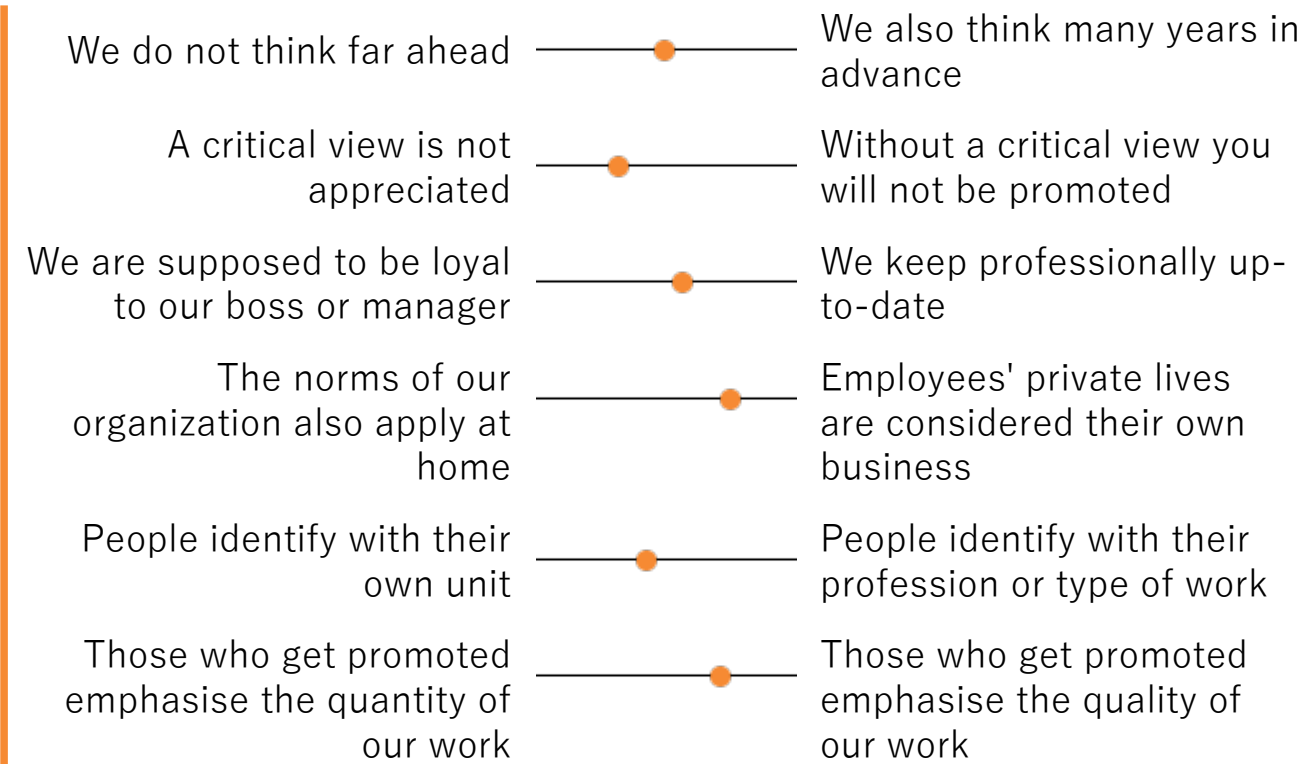 We do not think far ahead
We also think many years in
advance
A critical view is not
appreciated
Without a critical view you
will not be promoted
We are supposed to be loyal
to our boss or manager
We keep professionally up-
to-date
The norms of our
organization also apply at
home
Employees' private lives
are considered their own
business
People identify with their
own unit
People identify with their
profession or type of work
Those who get promoted
emphasise the quantity of
our work
Those who get promoted
emphasise the quality of
our work